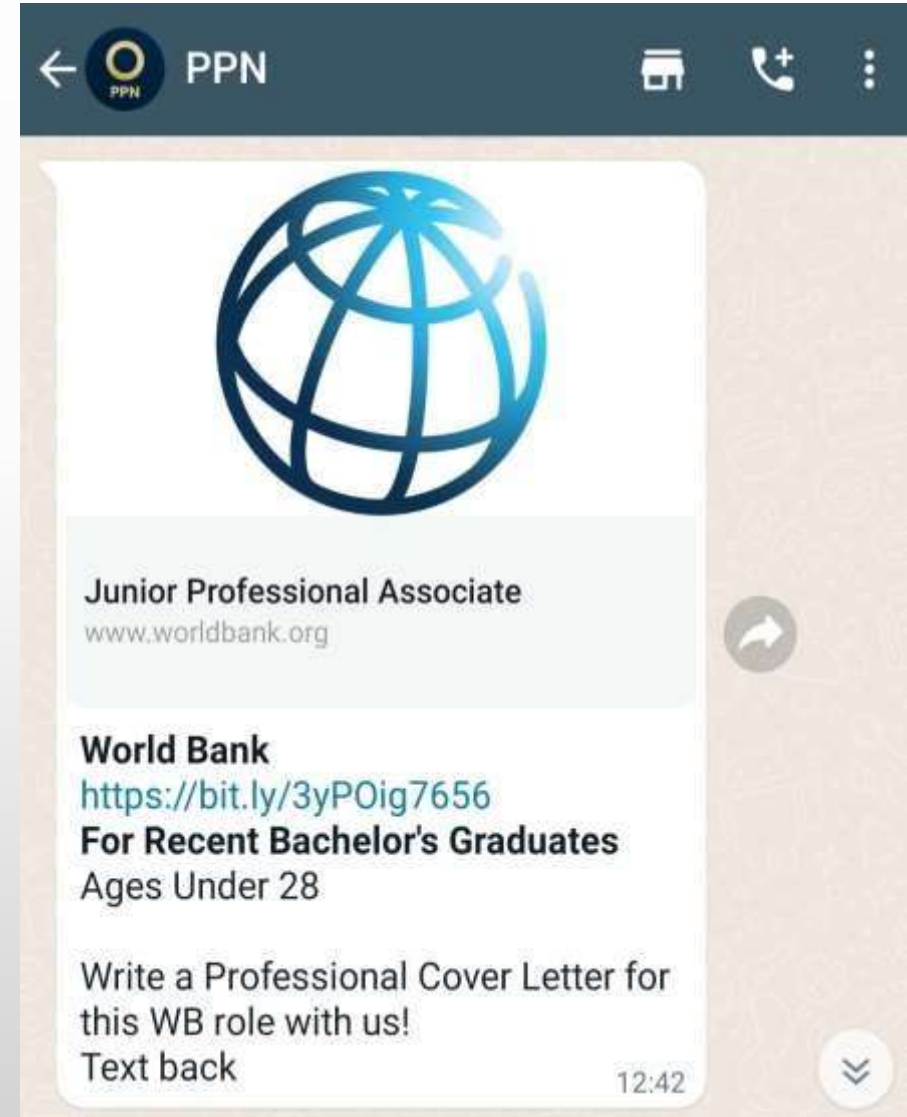 PPN
PPN
Junior Professional Associate
www.worldbank.org
World Bank
https://bit.ly/3yPOig7656
For Recent Bachelor's Graduates
Ages Under 28
Write a Professional Cover Letter for
this WB role with us!
Text back
12:42